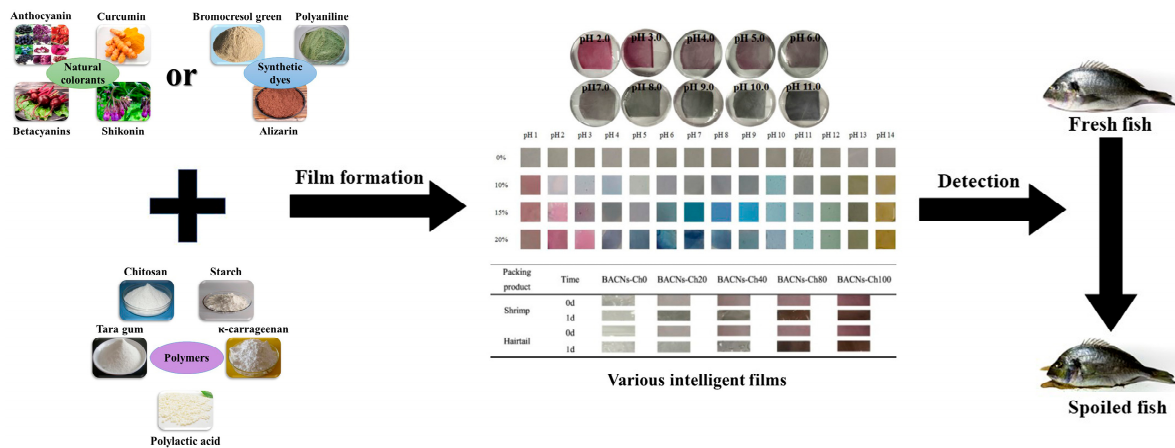 Anthocyanin
Curcumin
Natural
colorants
Betacyanins
Shikonin
or
Bromocresol green
Polyaniline
Synthetic
dyes
Alizarin
Chitosan
Starch
Tara gum
κ-carrageenan
Polymers
Polylactic acid
Film formation
pH 2.0 pH 3.0 pH4.0 pH 5.0 pH 6.0
pH7.0 pH 8.0 pH 9.0 pH 10.0 pH 11.0
pH 1 pH 2 pH 3 pH 4 pH 5 pH 6 pH 7 pH 8 pH 9 pH 10 pH 11 pH 12 pH 13 pH 14
0%
10%
15%
20%
Packing
product
Time BACNs-Ch0 BACNs-Ch20 BACNs-Ch40 BACNs-Ch80 BACNs-Ch100
Shrimp
0d
1d
Hairtail
0d
1d
Various intelligent films
Detection
Fresh fish
Spoiled fish